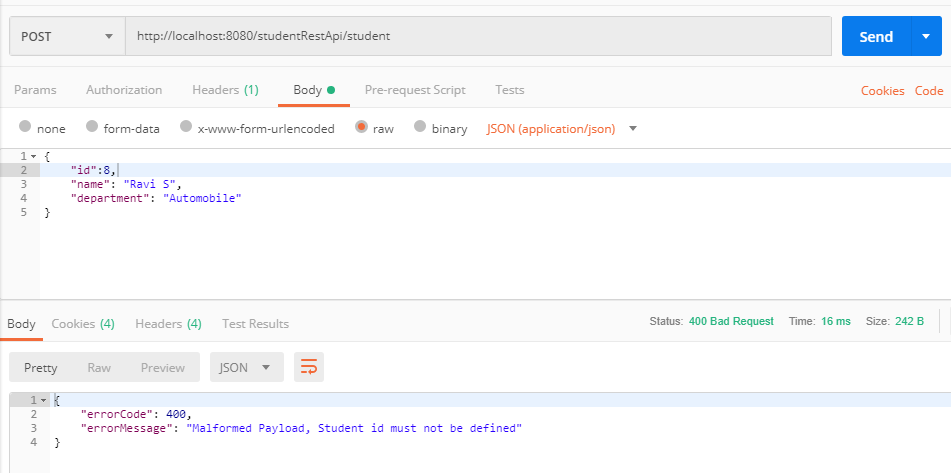 POST http://localhost:8080/studentRestApi/student Send
Params Authorization Headers (1) Body Pre-request Script Tests Cookies Code
none form-data x-www-form-urlencoded raw binary JSON (application/json)
1 {
2 "id":8,
3 "name": "Ravi S",
4 "department": "Automobile"
5 }
Body Cookies (4) Headers (4) Test Results Status: 400 Bad Request Time: 16 ms Size: 242 B
Pretty Raw Preview JSON
1 {
2 "errorCode": 400,
3 "errorMessage": "Malformed Payload, Student id must not be defined"
4 }